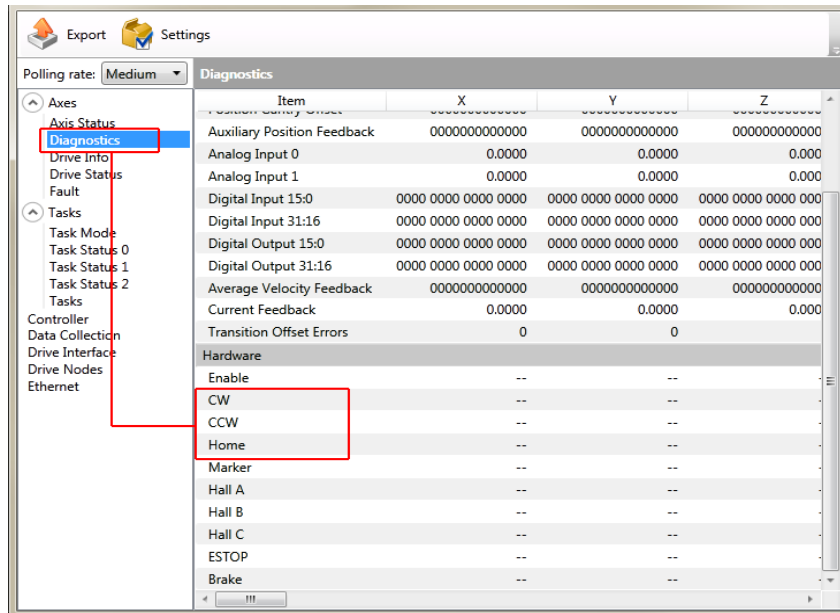 Export Settings
Polling rate: Medium Diagnostics
Axes
Axis Status
Diagnostics
Drive Info
Drive Status
Fault
Tasks
Task Mode
Task Status 0
Task Status 1
Task Status 2
Tasks
Controller
Data Collection
Drive Interface
Drive Nodes
Ethernet
Item X Y Z
Auxiliary Position Feedback 0000000000000 0000000000000 000000000000
Analog Input 0 0.0000 0.0000 0.000
Analog Input 1 0.0000 0.0000 0.000
Digital Input 15:0 0000 0000 0000 0000 0000 0000 0000 0000 0000 0000 0000 000
Digital Input 31:16 0000 0000 0000 0000 0000 0000 0000 0000 0000 0000 0000 000
Digital Output 15:0 0000 0000 0000 0000 0000 0000 0000 0000 0000 0000 0000 000
Digital Output 31:16 0000 0000 0000 0000 0000 0000 0000 0000 0000 0000 0000 000
Average Velocity Feedback 0000000000000 0000000000000 000000000000
Current Feedback 0.0000 0.0000 0.000
Transition Offset Errors 0 0
Hardware
Enable -- -- -
CW -- -- -
CCW -- -- -
Home -- -- -
Marker -- -- -
Hall A -- -- -
Hall B -- -- -
Hall C -- -- -
ESTOP -- -- -
Brake -- -- -